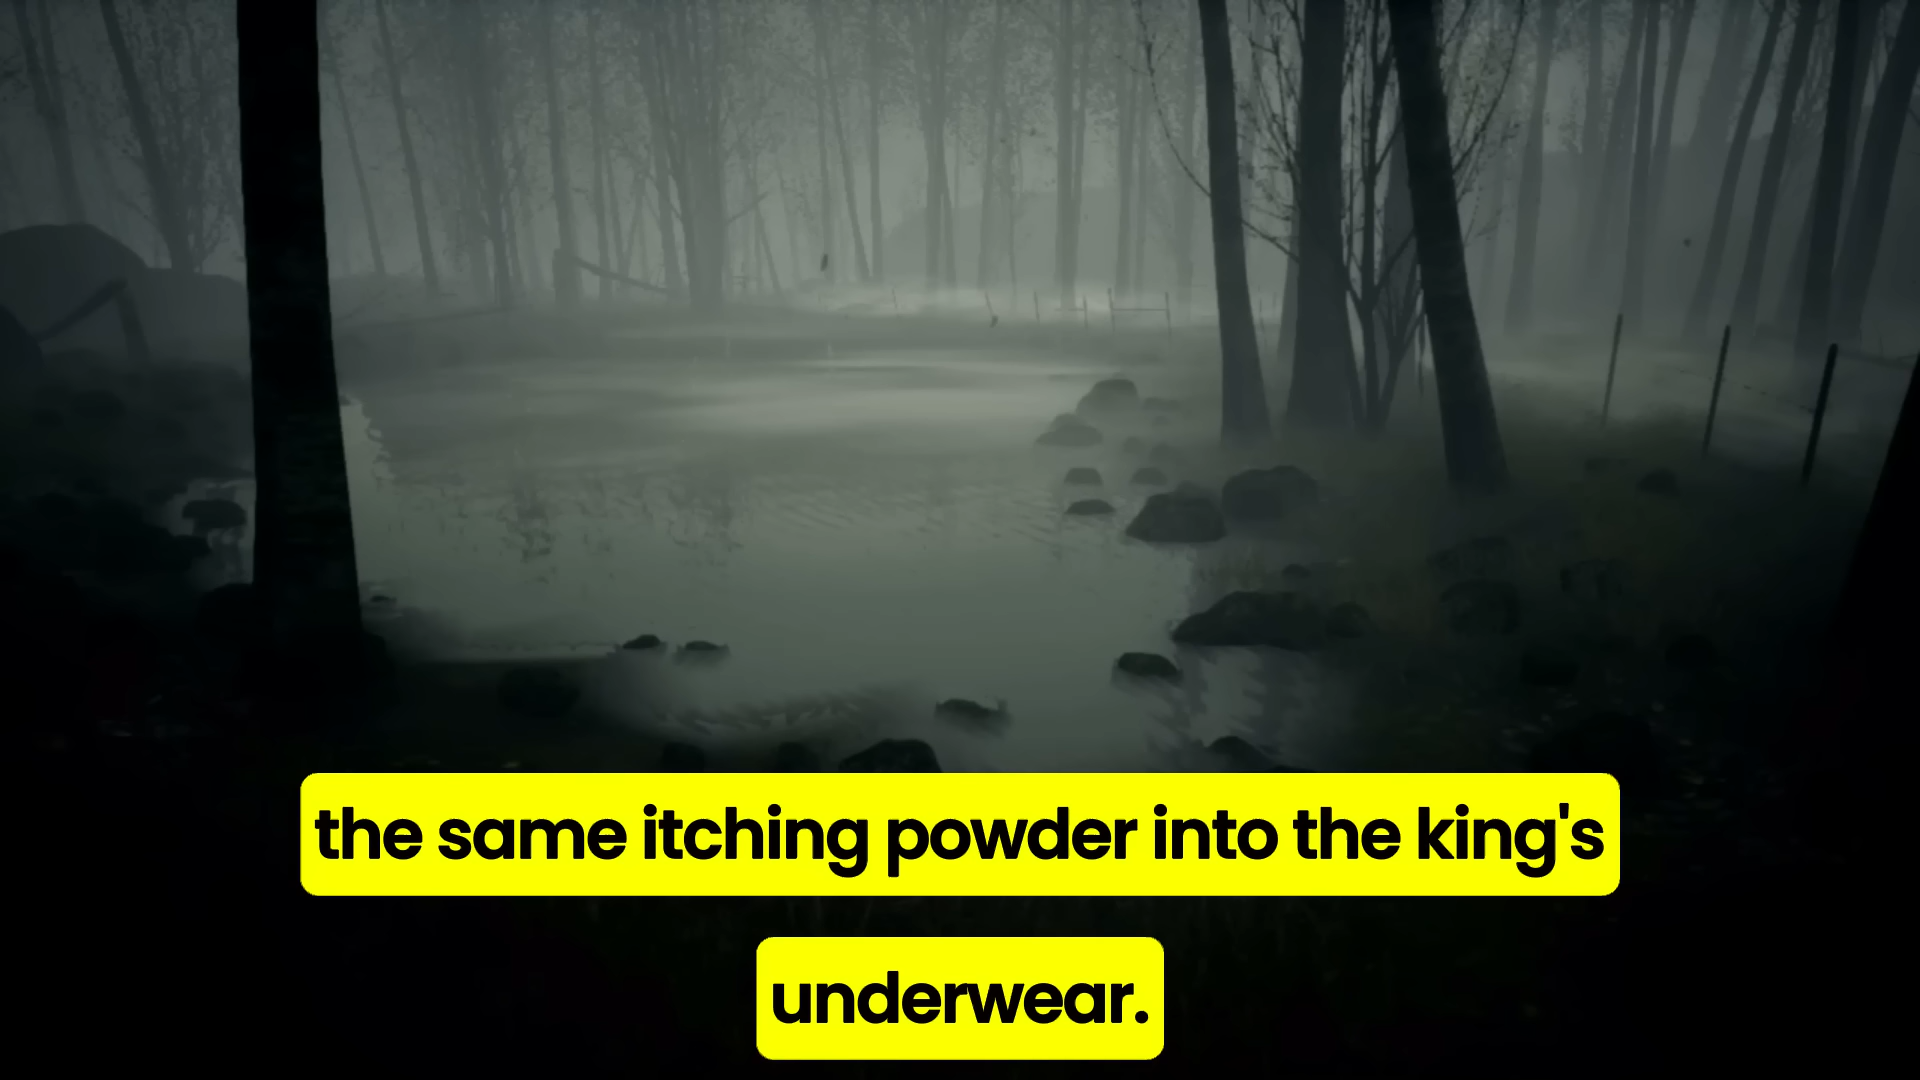 the same itching powder into the king's
underwear.